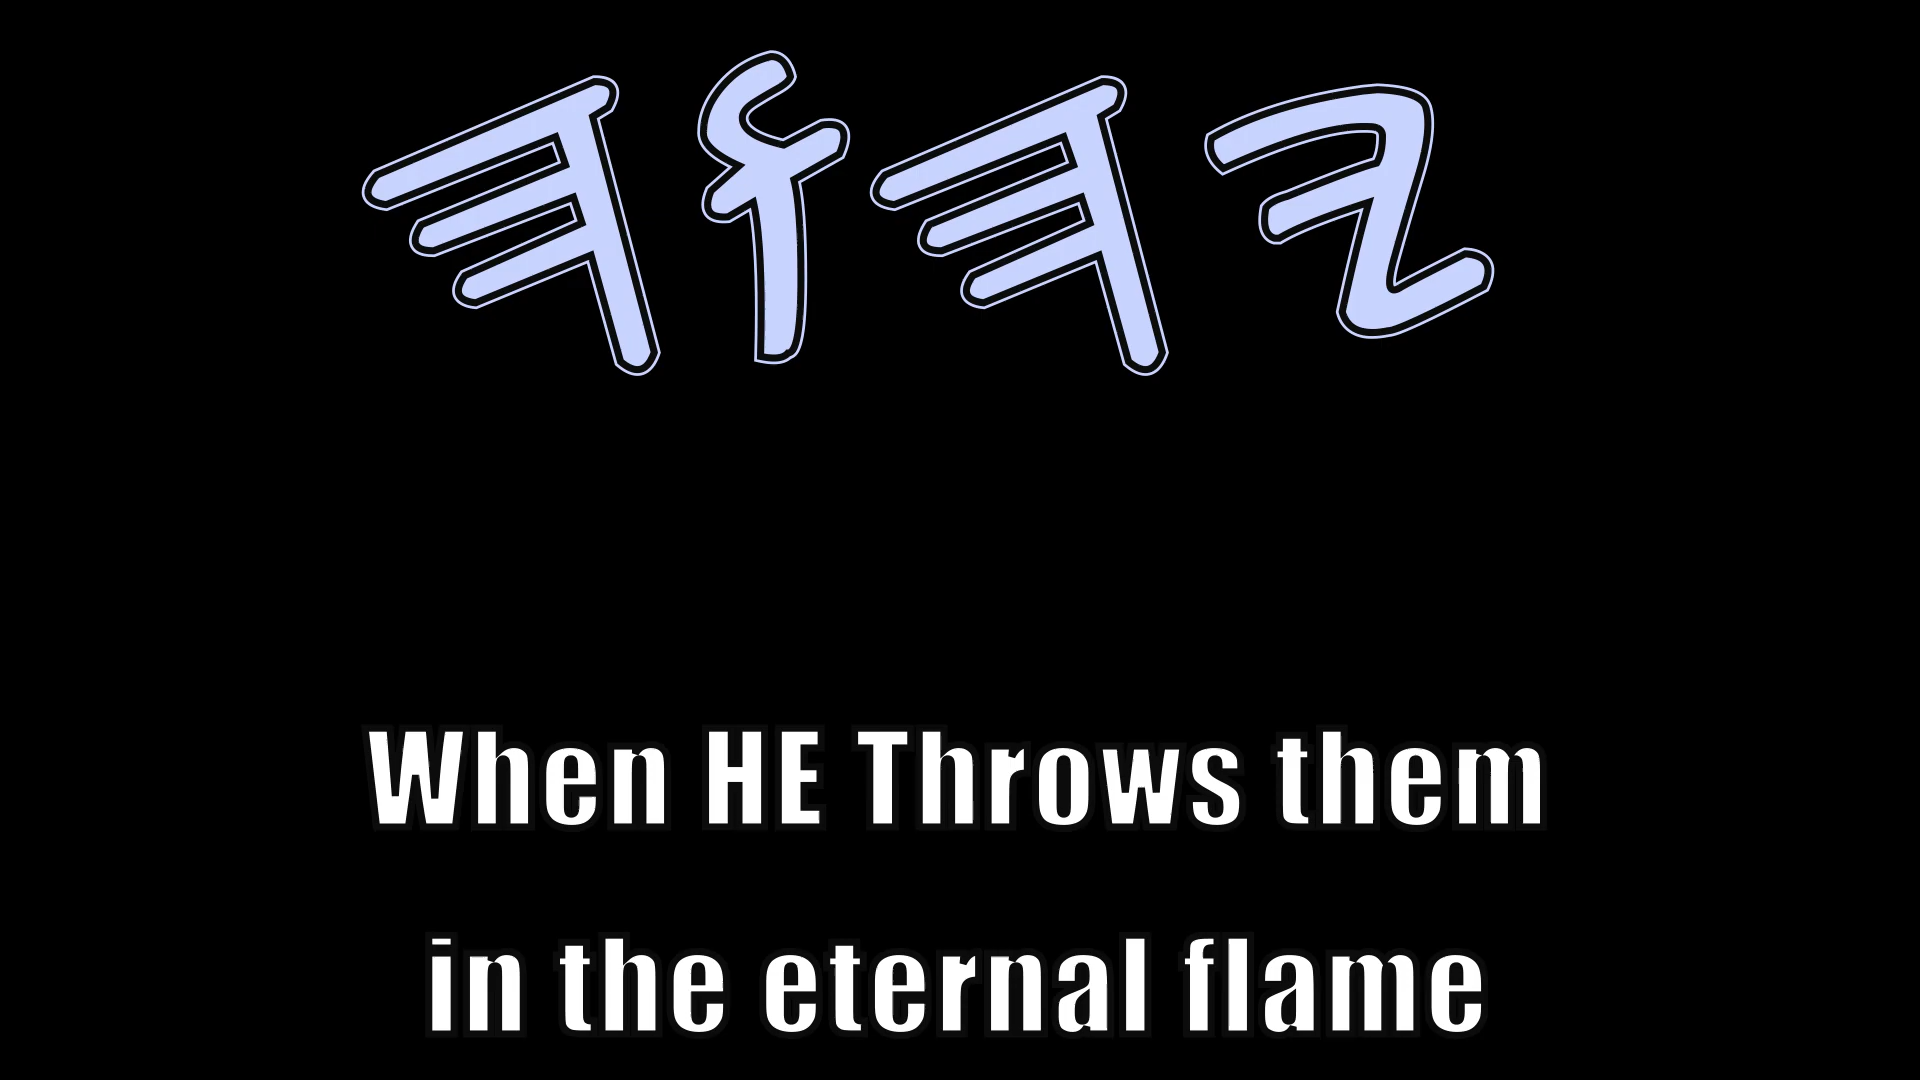 𐤉𐤄𐤅𐤄
When HE Throws them
in the eternal flame